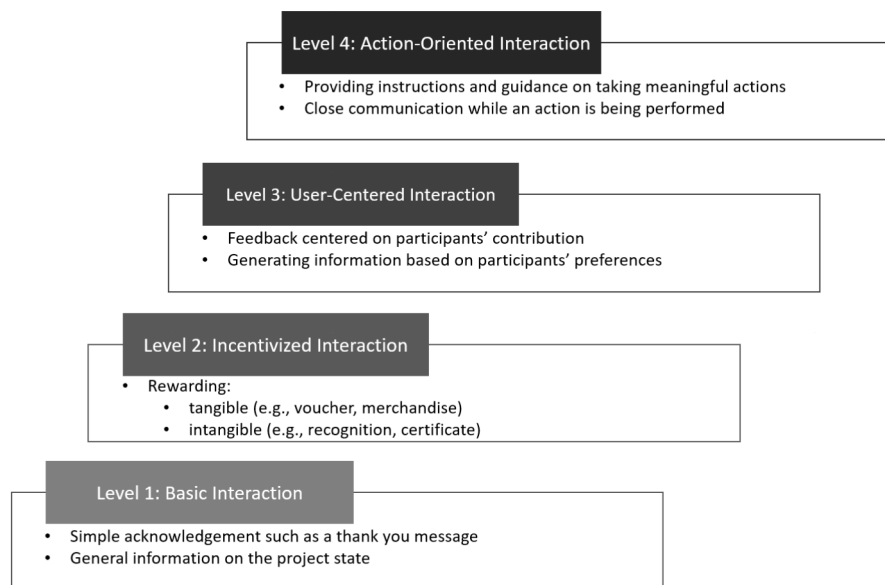 Level 4: Action-Oriented Interaction
• Providing instructions and guidance on taking meaningful actions
• Close communication while an action is being performed
Level 3: User-Centered Interaction
• Feedback centered on participants’ contribution
• Generating information based on participants’ preferences
Level 2: Incentivized Interaction
• Rewarding:
• tangible (e.g., voucher, merchandise)
• intangible (e.g., recognition, certificate)
Level 1: Basic Interaction
• Simple acknowledgement such as a thank you message
• General information on the project state